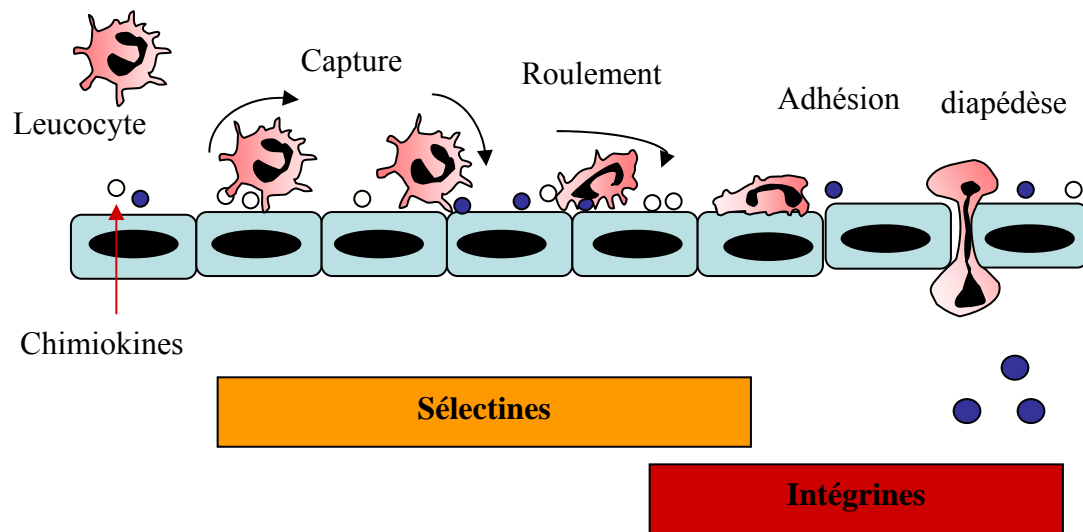 Capture
Roulement
Adhésion
diapédèse
Leucocyte
Chimiokines
Sélectines
Intégrines